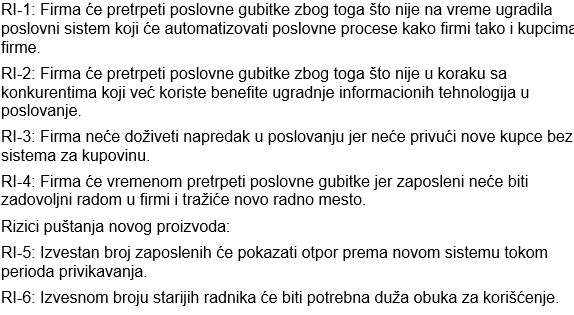 RI-1: Firma će pretrpeti poslovne gubitke zbog toga što nije na vreme ugradila
poslovni sistem koji će automatizovati poslovne procese kako firmi tako i kupcima
firme.
RI-2: Firma će pretrpeti poslovne gubitke zbog toga što nije u koraku sa
konkurentima koji već koriste benefite ugradnje informacionih tehnologija u
poslovanje.
RI-3: Firma neće doživeti napredak u poslovanju jer neće privući nove kupce bez
sistema za kupovinu.
RI-4: Firma će vremenom pretrpeti poslovne gubitke jer zaposleni neće biti
zadovoljni radom u firmi i tražiće novo radno mesto.
Rizici puštanja novog proizvoda:
RI-5: Izvestan broj zaposlenih će pokazati otpor prema novom sistemu tokom
perioda privikavanja.
RI-6: Izvesnom broju starijih radnika će biti potrebna duža obuka za korišćenje.